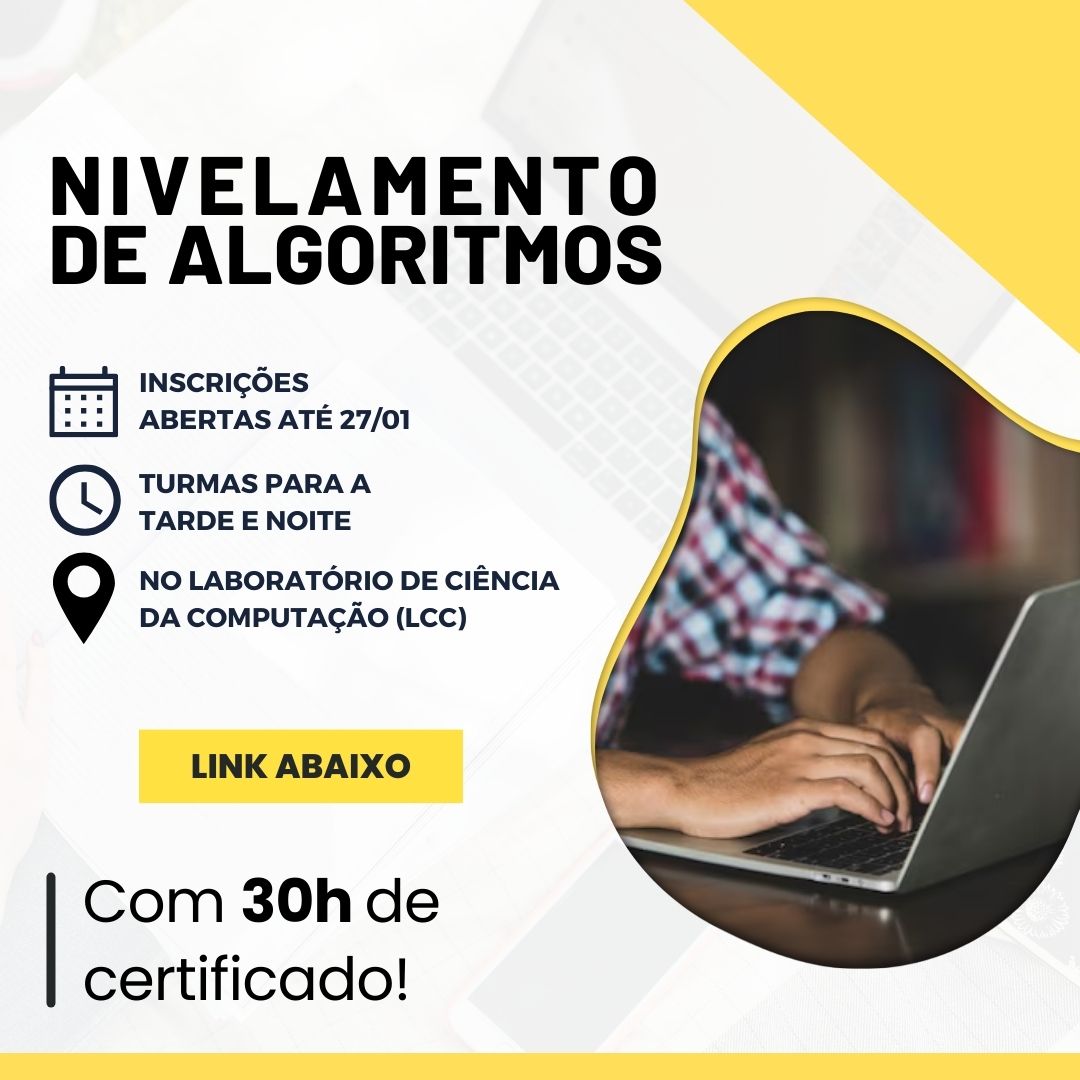 NIVELAMENTO
DE ALGORITMOS
INSCRIÇÕES
ABERTAS ATÉ 27/01
TURMAS PARA A
TARDE E NOITE
NO LABORATÓRIO DE CIÊNCIA
DA COMPUTAÇÃO (LCC)
LINK ABAIXO
Com 30h de
certificado!